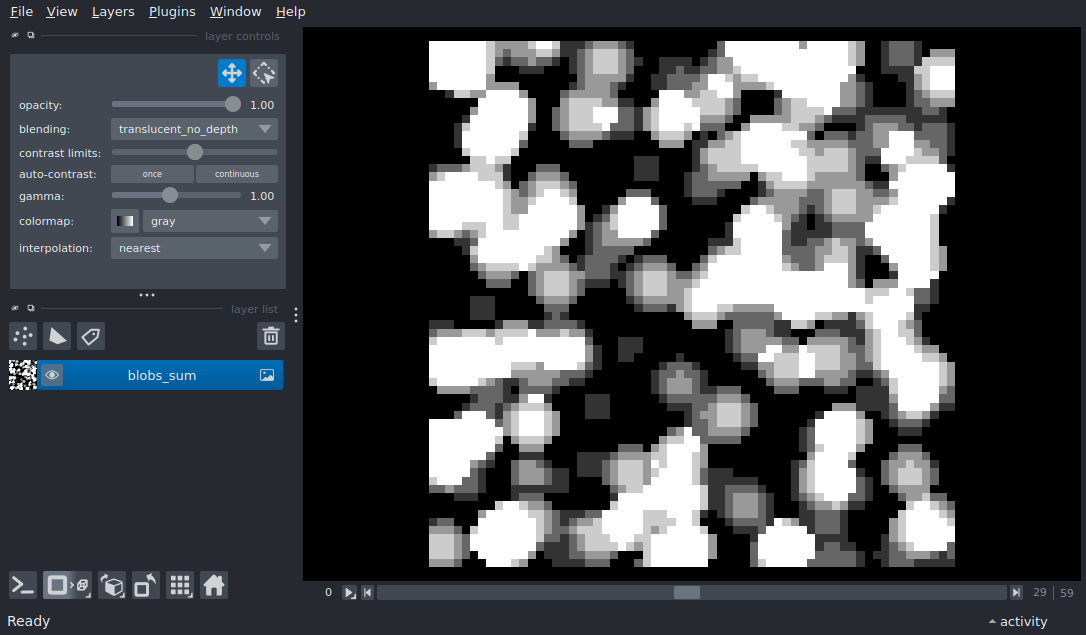 File View Layers Plugins Window Help
layer controls
opacity: 1.00
blending: translucent_no_depth
contrast limits:
auto-contrast: once continuous
gamma: 1.00
colormap: gray
interpolation: nearest
layer list
blobs_sum
0 29 59
Ready activity